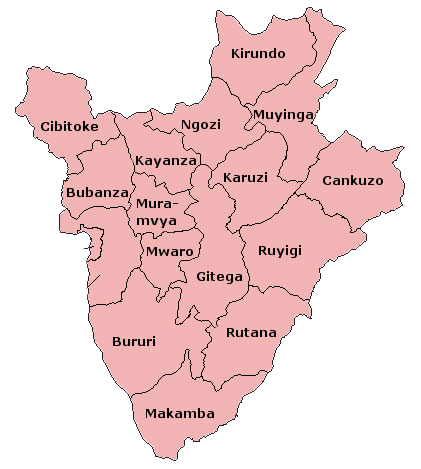 Kirundo
Muyinga
Cibitoke
Ngozi
Kayanza
Karuzi
Cankuzo
Bubanza
Mura-
mvya
Mwaro
Ruyigi
Gitega
Rutana
Bururi
Makamba